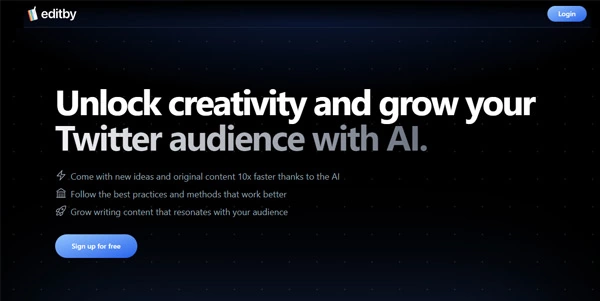 editby
Login
Unlock creativity and grow your
Twitter audience with AI.
Come with new ideas and original content 10x faster thanks to the AI
Follow the best practices and methods that work better
Grow writing content that resonates with your audience
Sign up for free